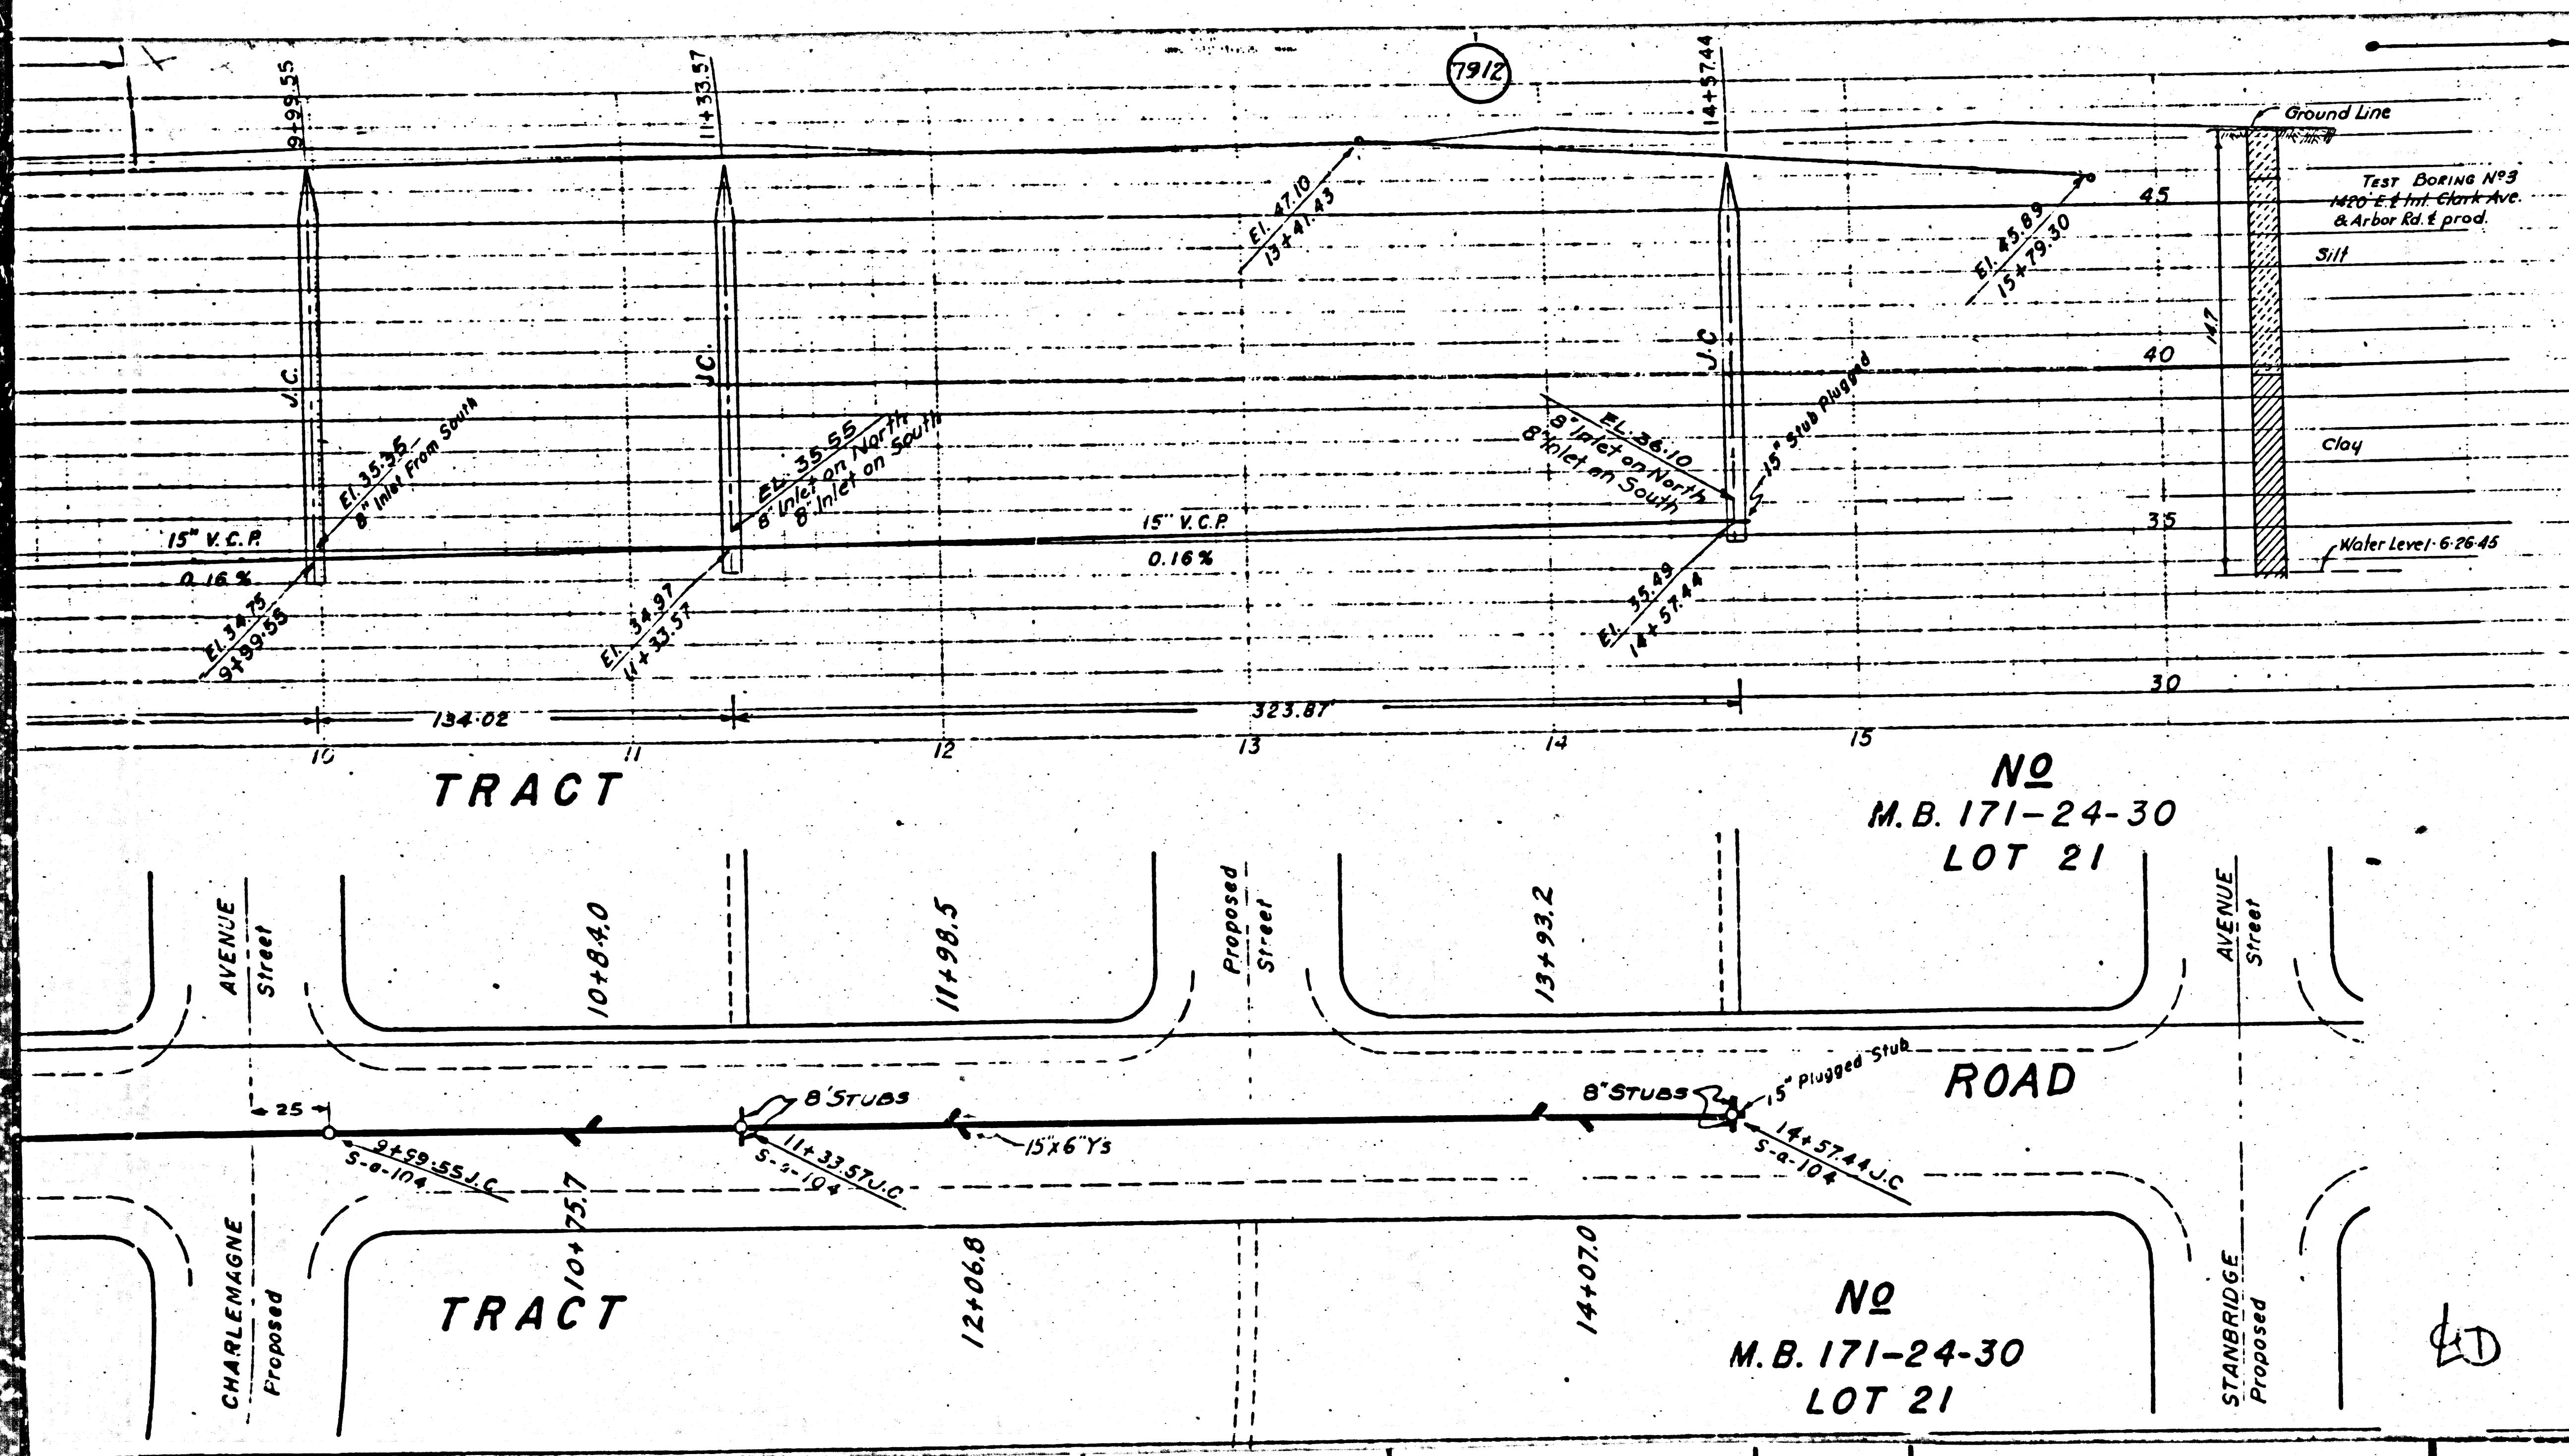 9+99.55
11+33.57
7912
14+57.44
Ground Line
TEST BORING Nº3
1420 E. ₵ Int. Clark Ave.
& Arbor Rd. ₵ prod.
Silt
Clay
Water Level-6-26-45
14.7
45
40
35
30
El. 47.10
13+41.43
El. 45.89
15+79.30
J.C.
J.C.
J.C
El. 35.36
8" Inlet From South
EL. 35.55
8" Inlet on North
8" Inlet on South
EL. 36.10
8" Inlet on North
8" Inlet on South
15" Stub Plugged
15" V.C.P.
0.16%
15" V.C.P.
0.16%
El. 34.75
9+99.55
El. 34.97
11+33.57
El. 35.49
14+57.44
134.02
323.87'
10
11
12
13
14
15
TRACT
Nº
M.B. 171-24-30
LOT 21
AVENUE
Street
10+84.0
11+98.5
Proposed
Street
13+93.2
AVENUE
Street
ROAD
25
8" STUBS
8" STUBS
15" Plugged Stub
15"x6"Y's
9+99.55 J.C
S-a-104
11+33.57 J.C
S-a-104
14+57.44 J.C
S-a-104
CHARLEMAGNE
Proposed
10+75.7
12+06.8
14+07.0
STANBRIDGE
Proposed
TRACT
Nº
M.B. 171-24-30
LOT 21